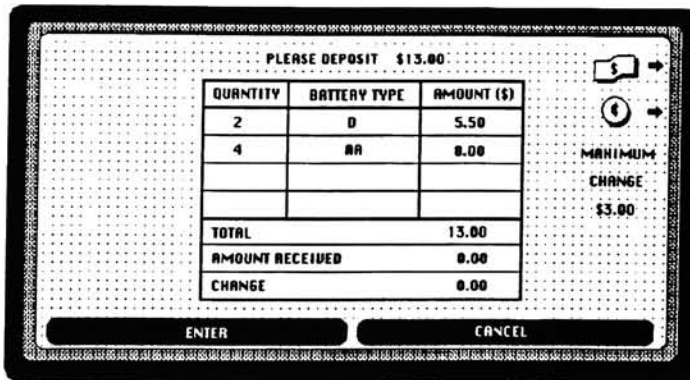 PLEASE DEPOSIT $13.00
$
¢
MAXIMUM
CHANGE
$3.00
QUANTITY BATTERY TYPE AMOUNT ($)
2 D 5.50
4 AA 8.00
TOTAL 13.00
AMOUNT RECEIVED 0.00
CHANGE 0.00
ENTER CANCEL